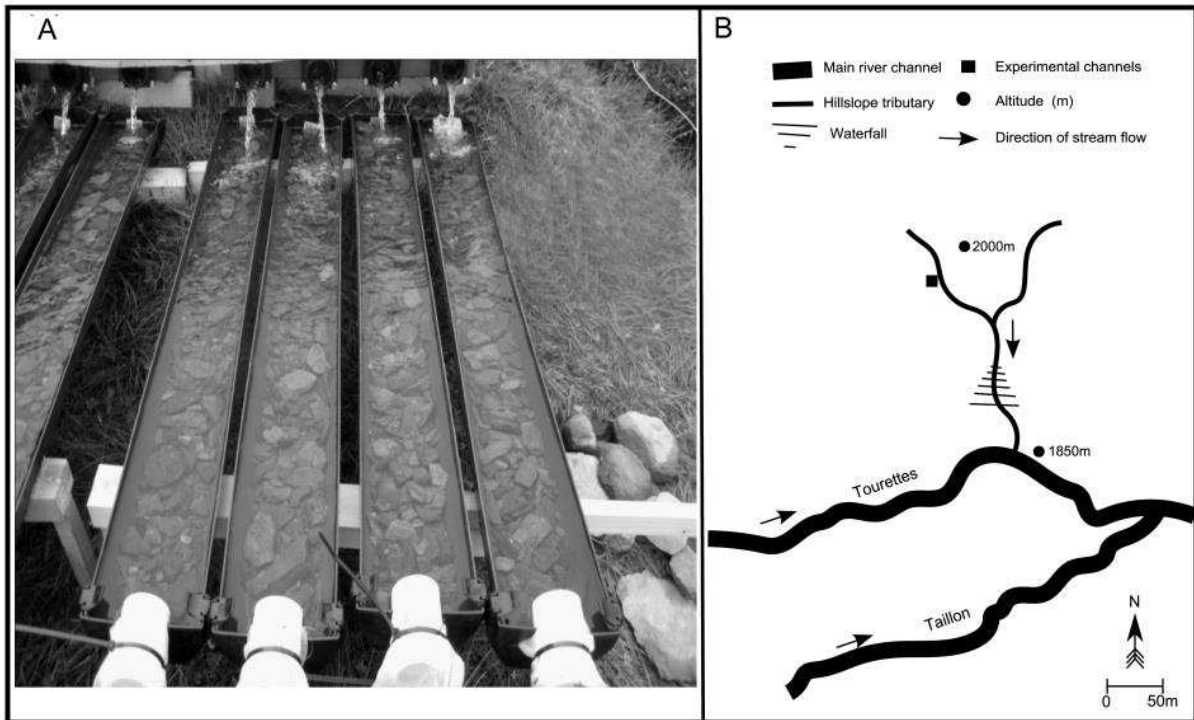 A
B
Main river channel
Experimental channels
Hillslope tributary
Altitude (m)
Waterfall
Direction of stream flow
2000m
1850m
Tourettes
Taillon
N
0 50m